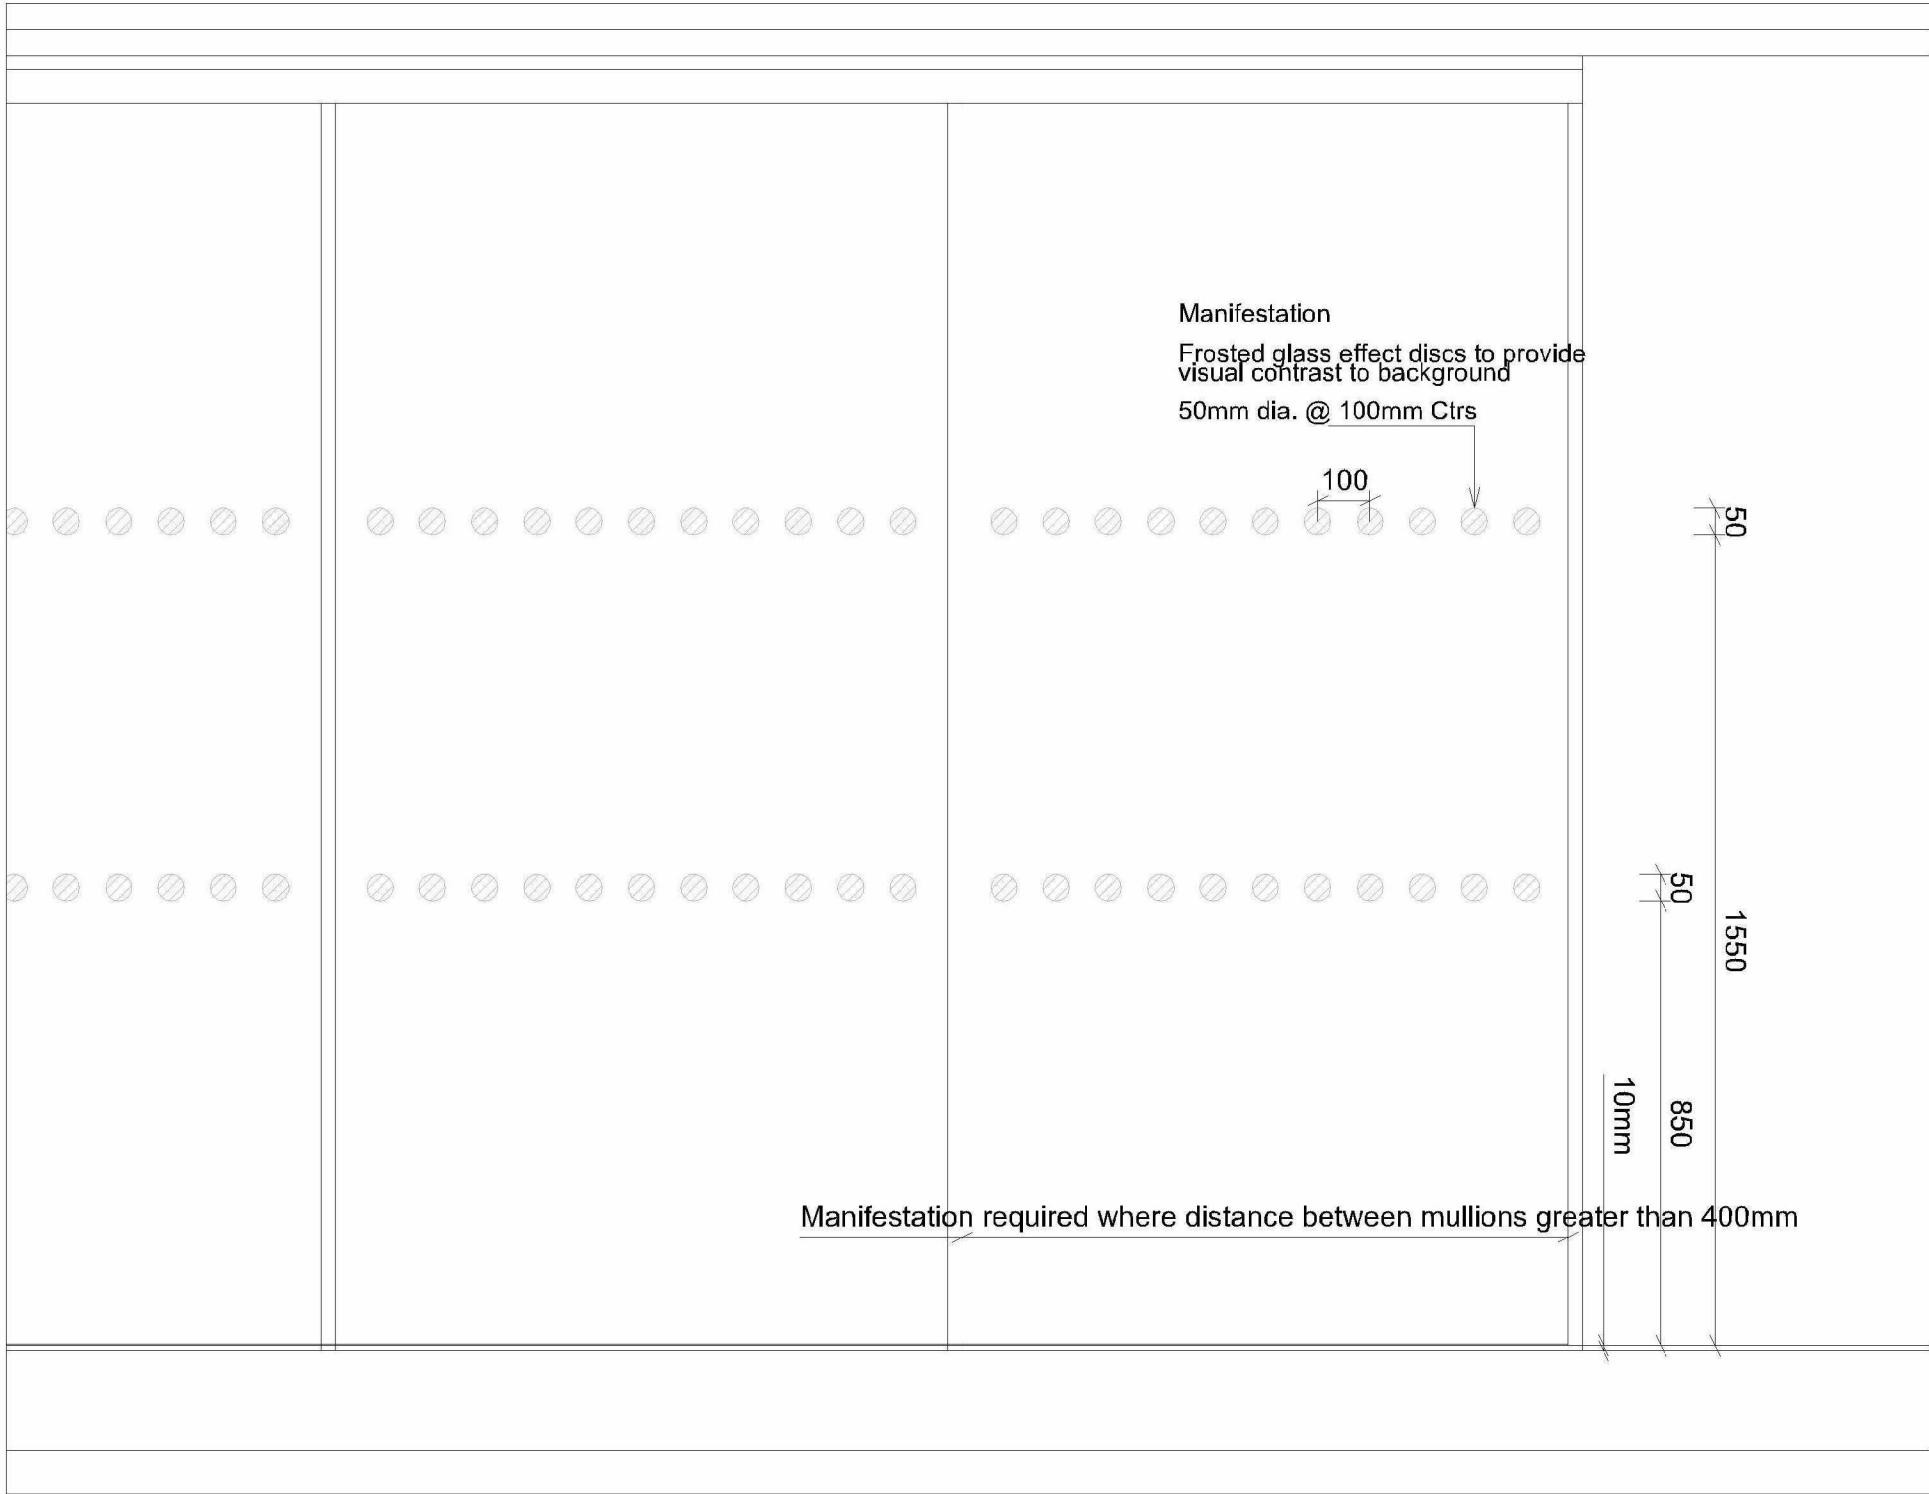 Manifestation
Frosted glass effect discs to provide
visual contrast to background
50mm dia. @ 100mm Ctrs
100
50
50
1550
10mm
850
Manifestation required where distance between mullions greater than 400mm